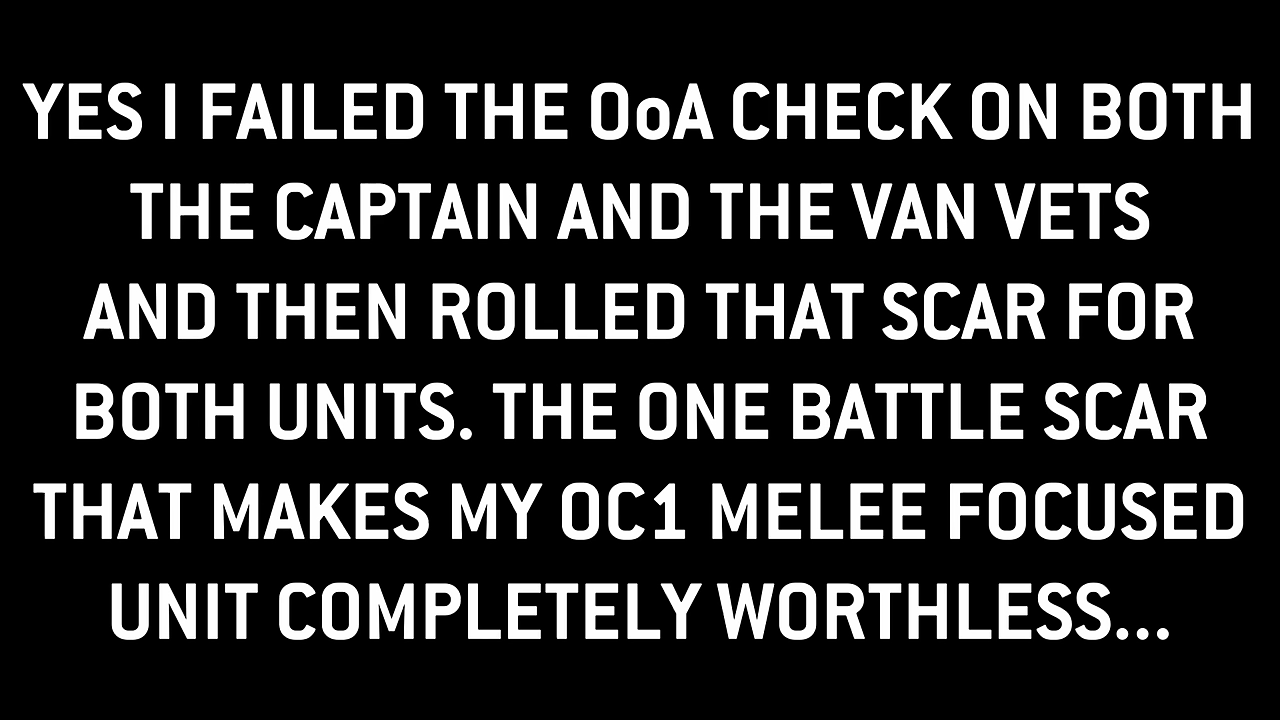 YES I FAILED THE OoA CHECK ON BOTH
THE CAPTAIN AND THE VAN VETS
AND THEN ROLLED THAT SCAR FOR
BOTH UNITS. THE ONE BATTLE SCAR
THAT MAKES MY OC1 MELEE FOCUSED
UNIT COMPLETELY WORTHLESS...